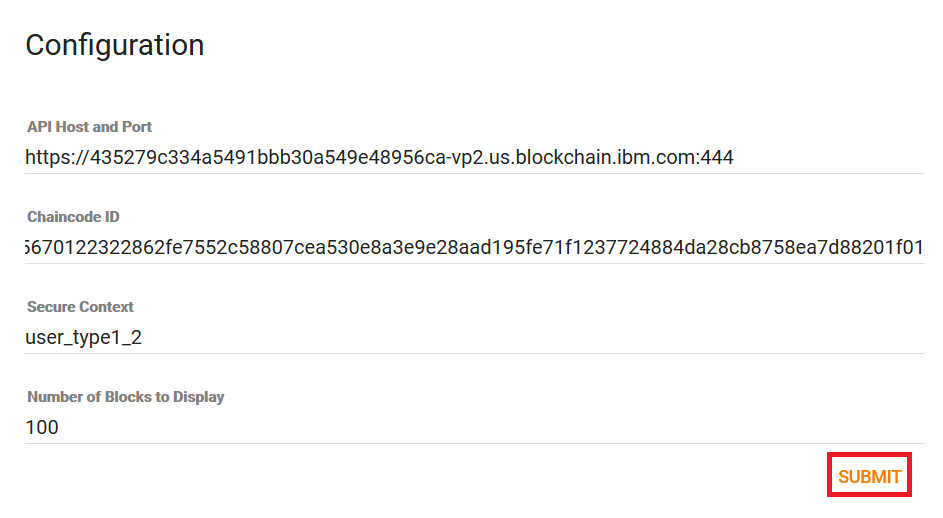 Configuration
API Host and Port
https://435279c334a5491bbb30a549e48956ca-vp2.us.blockchain.ibm.com:444
Chaincode ID
5670122322862fe7552c58807cea530e8a3e9e28aad195fe71f1237724884da28cb8758ea7d88201f01
Secure Context
user_type1_2
Number of Blocks to Display
100
SUBMIT